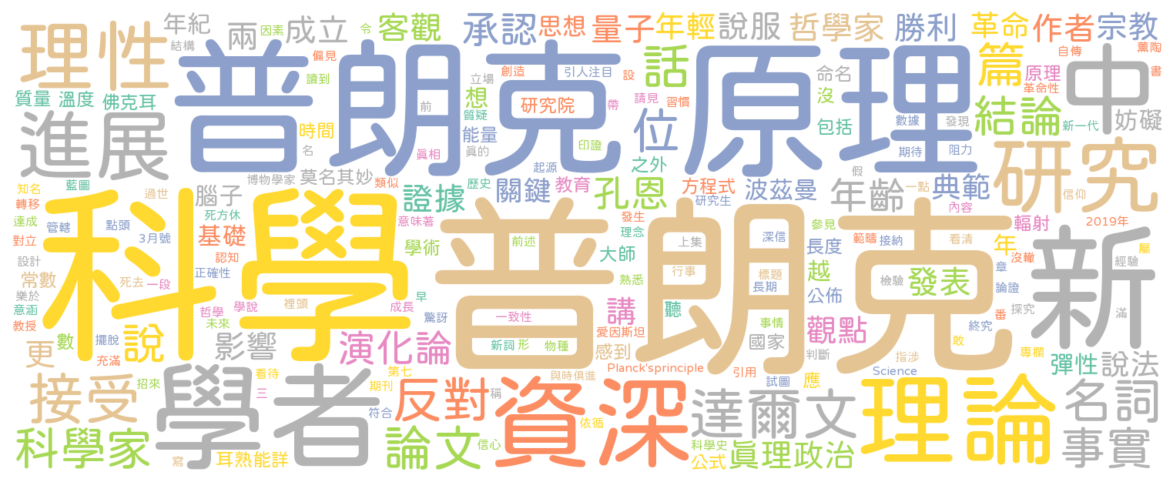 年紀 因素 令 客觀 承認 思想 量子 年輕 說服 哲學家 勝利 革命 作者 宗教
理性 結構 兩 成立 偏見 立場 創造 引人注目 設 話 想 命名 篇 原理 自傳 薰陶
普朗克 原理 中 書
質量 溫度 佛克耳 讀到 前 質疑 研究院 請見 習慣 帶 沒 革命性 結論 新一代 妨礙
進展 時間 名 真相 真的 能量 印證 位 包括 數據 發現 期待 阻力
博物學家 莫名其妙 類似 起源 之外 假 研究
知名 藍圖 過世 腦子 證據 歷史 關鍵 教育 孔恩 方程式 研究生 波茲曼 年齡 一點 典範 信仰
轉移 達成 管轄 點頭 死方休 意味著 發生 理念 參見 接納 內容 輻射 2019年
對立 3月號 基礎 認知 學術 前述 大師 上集 深信 長度 範疇 看清 年 沒轍 屬
科學 普朗克 新
設計 常數 正確性 熟悉 行事 標題 長期 越 檢驗 發表 章 論證 經驗
樂於 一段 死去 裡頭 成長 早 公佈 番 探究 滿
意涵 教授 擺脫 哲學 學說 未來 驚訝 一致性 講 愛因斯坦 聽 事情 觀點 終究
更 數 說 充滿 影響 看待 演化論 新詞 形 物種 感到 國家 判斷 指涉 敢 專欄 彈性 說法
招來 第七 與時俱進 Planck'sprinciple 引用 試圖 應 Science
接受 學者 三 期刊 稱 反對 資深 達爾文 理論 名詞
符合 依循
科學家 寫 耳熟能詳 論文 信心 科學史 公式 真理政治 事實